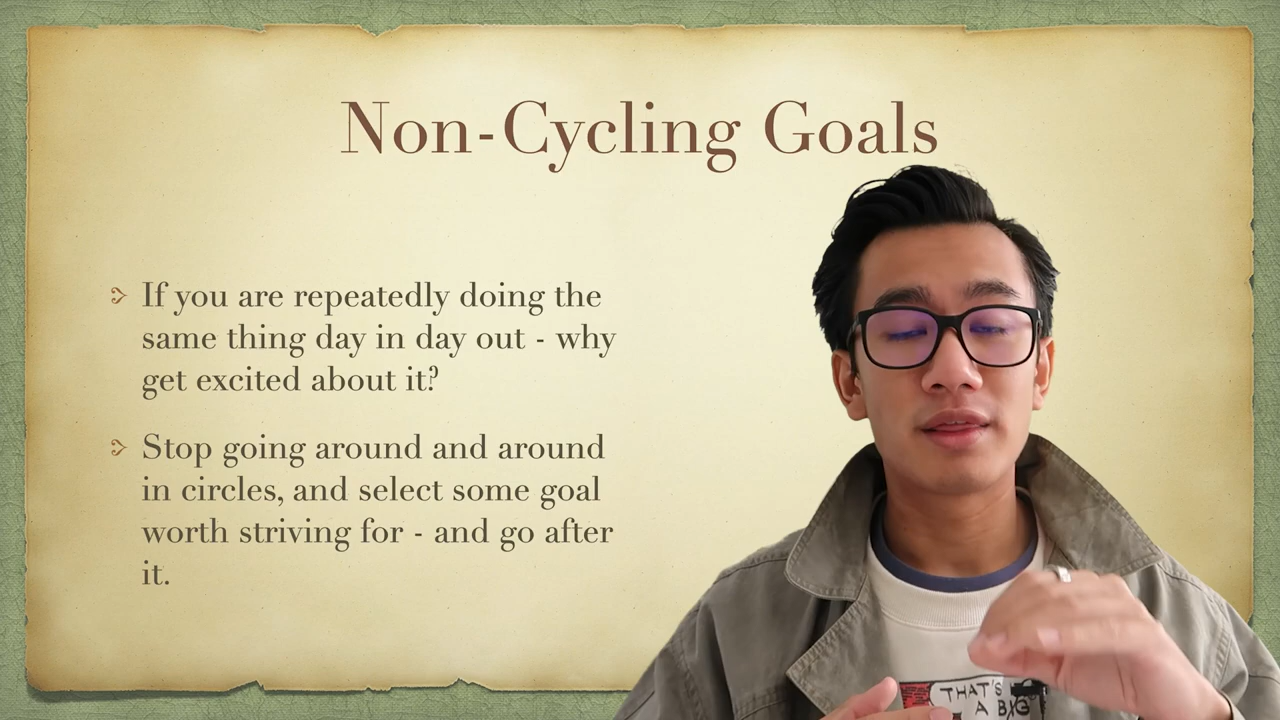 Non-Cycling Goals
If you are repeatedly doing the
same thing day in day out - why
get excited about it?
Stop going around and around
in circles, and select some goal
worth striving for - and go after
it.
THAT'S
A BIG